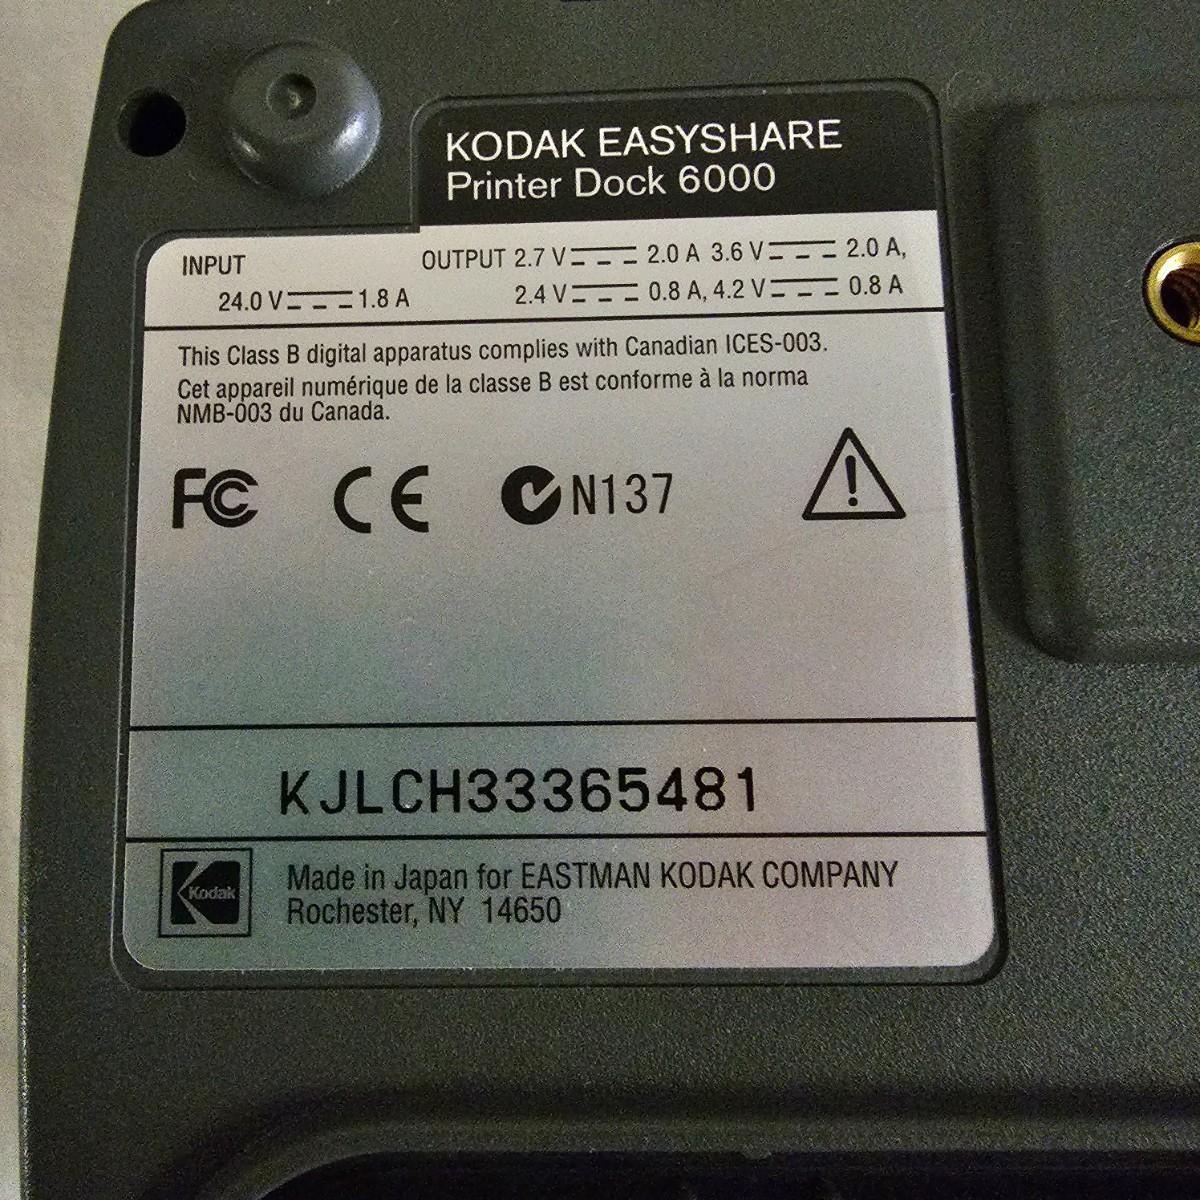 KODAK EASYSHARE
Printer Dock 6000
INPUT
24.0 V 1.8 A
OUTPUT 2.7 V 2.0 A 3.6 V 2.0 A,
2.4 V 0.8 A, 4.2 V 0.8 A
This Class B digital apparatus complies with Canadian ICES-003.
Cet appareil numérique de la classe B est conforme à la norma
NMB-003 du Canada.
FC CE N137
KJLCH33365481
Kodak
Made in Japan for EASTMAN KODAK COMPANY
Rochester, NY 14650